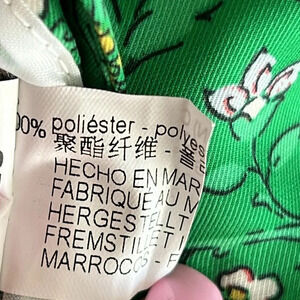 00% poliéster - polyes
聚酯纤维 -
HECHO EN MAR
FABRIQUE AU M
HERGESTELLT
FREMSTILLET I
MARROCOS -